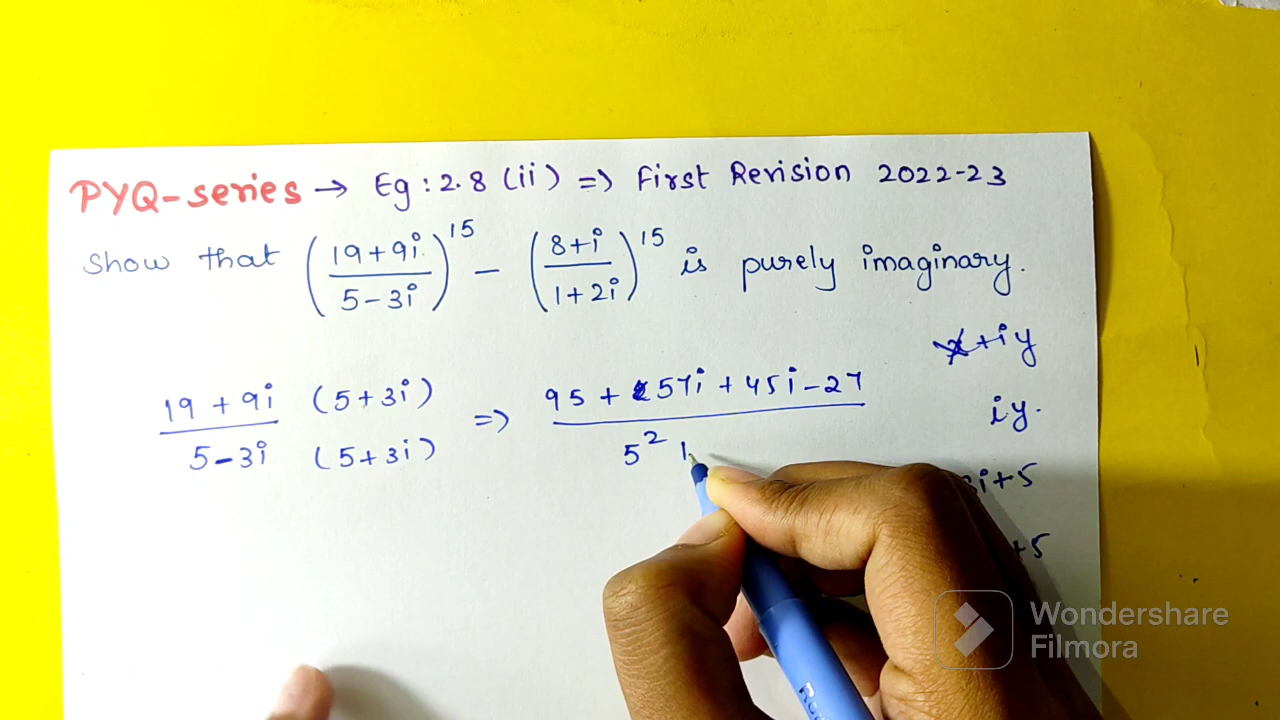 PYQ-series → Eg : 2.8 (ii) => First Revision 2022-23
Show that ((19+9i)/(5-3i))^15 - ((8+i)/(1+2i))^15 is purely imaginary.
x+iy
19 + 9i (5+3i) => 95 + 57i + 45i - 27
5-3i (5+3i) 5²
iy.
i+5
+5
Wondershare
Filmora